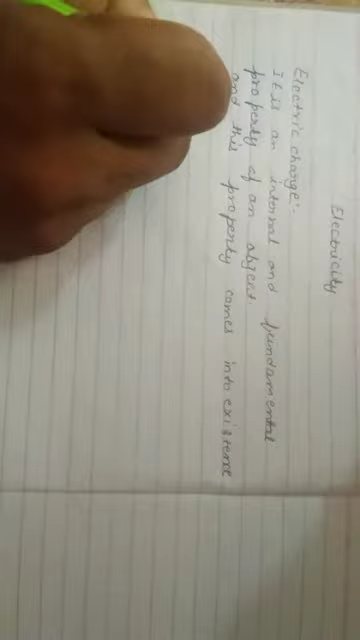 Electricity
Electric charge:-
It is an internal and fundamental
property of an object.
and this property comes into existence